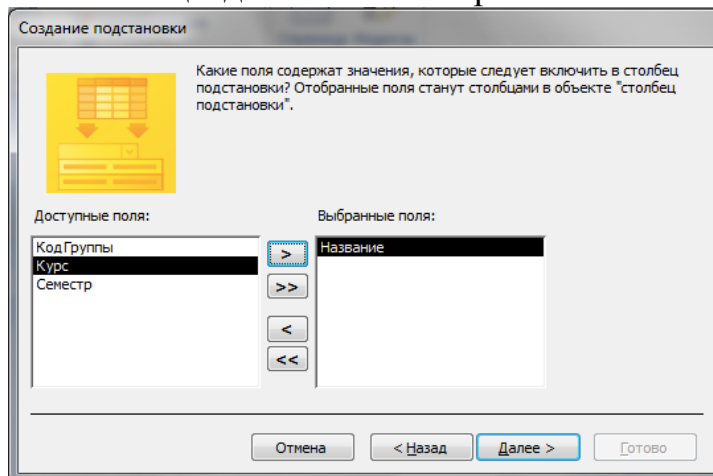 Создание подстановки
Какие поля содержат значения, которые следует включить в столбец
подстановки? Отобранные поля станут столбцами в объекте "столбец
подстановки".
Доступные поля:
Выбранные поля:
КодГруппы
Курс
Семестр
>
>>
<
<<
Название
Отмена
< Назад
Далее >
Готово